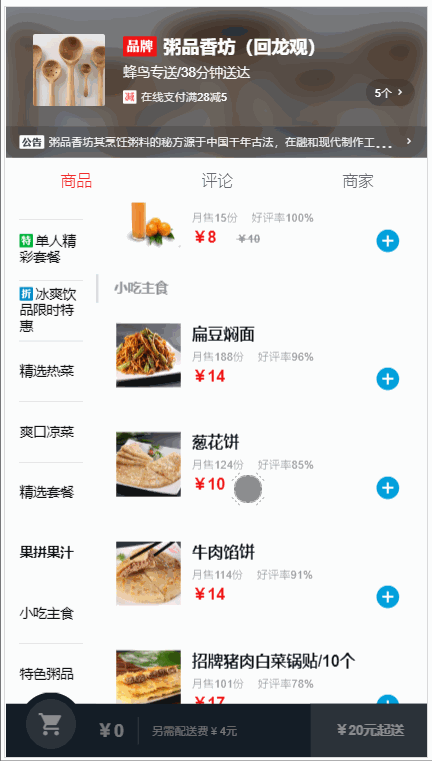 品牌 粥品香坊（回龙观）
蜂鸟专送/38分钟送达
减 在线支付满28减5
5个 >
公告 粥品香坊其烹饪粥料的秘方源于中国千年古法，在融和现代制作工... >
商品
评论
商家
特 单人精
彩套餐
折 冰爽饮
品限时特
惠
精选热菜
爽口凉菜
精选套餐
果拼果汁
小吃主食
特色粥品
月售15份 好评率100%
￥8 ￥10
小吃主食
扁豆焖面
月售188份 好评率96%
￥14
葱花饼
月售124份 好评率85%
￥10
牛肉馅饼
月售114份 好评率91%
￥14
招牌猪肉白菜锅贴/10个
月售101份 好评率78%
￥17
￥0
另需配送费￥4元
￥20元起送